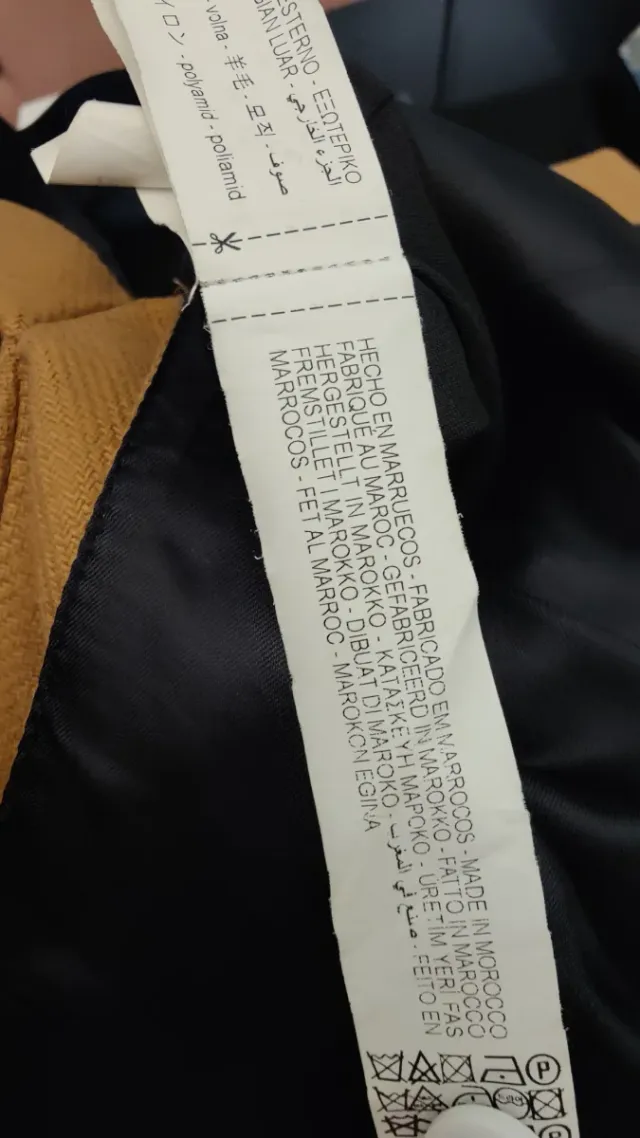 ESTERNO - ΕΞΩΤΕΡΙΚΟ
BIAN LUAR - الجزء الخارجي
volna - 羊毛 - 모직 - صوف
イロン - polyamid - poliamid
HECHO EN MARRUECOS - FABRICADO EM MARROCOS - MADE IN MOROCCO
FABRIQUÉ AU MAROC - GEFABRICEERD IN MAROKKO - FATTO IN MAROCCO
HERGESTELLT IN MAROKKO - ΚΑΤΑΣΚΕΥΗ ΜΑΡΟΚΟ - ÜRETİM YERİ FAS
FREMSTILLET I MAROKKO - DIBUAT DI MAROKO - صنع في المغرب - FEITO EN
MARROCOS - FET AL MARROC - MAROKON EGINA
P